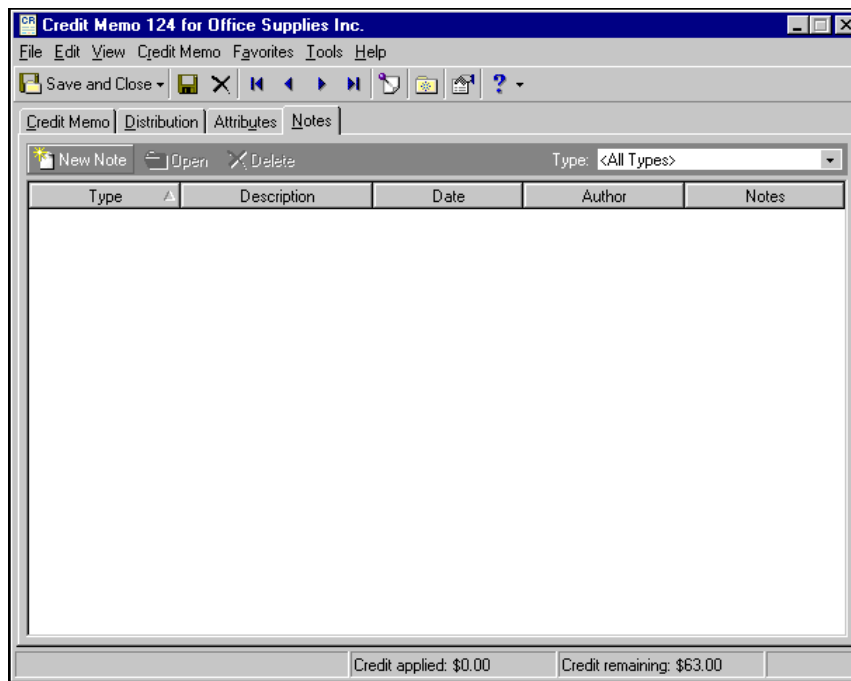 CR Credit Memo 124 for Office Supplies Inc.
File Edit View Credit Memo Favorites Tools Help
Save and Close ?
Credit Memo Distribution Attributes Notes
New Note Open Delete Type: <All Types>
Type Description Date Author Notes
Credit applied: $0.00 Credit remaining: $63.00